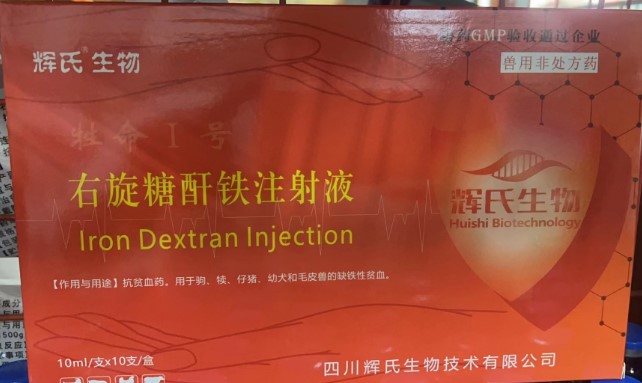 辉氏®生物
GMP验收通过企业
兽用非处方药
牲命Ⅰ号
右旋糖酐铁注射液
Iron Dextran Injection
辉氏生物
Huishi Biotechnology
【作用与用途】抗贫血药。用于驹、犊、仔猪、幼犬和毛皮兽的缺铁性贫血。
10ml/支x10支/盒
四川辉氏生物技术有限公司